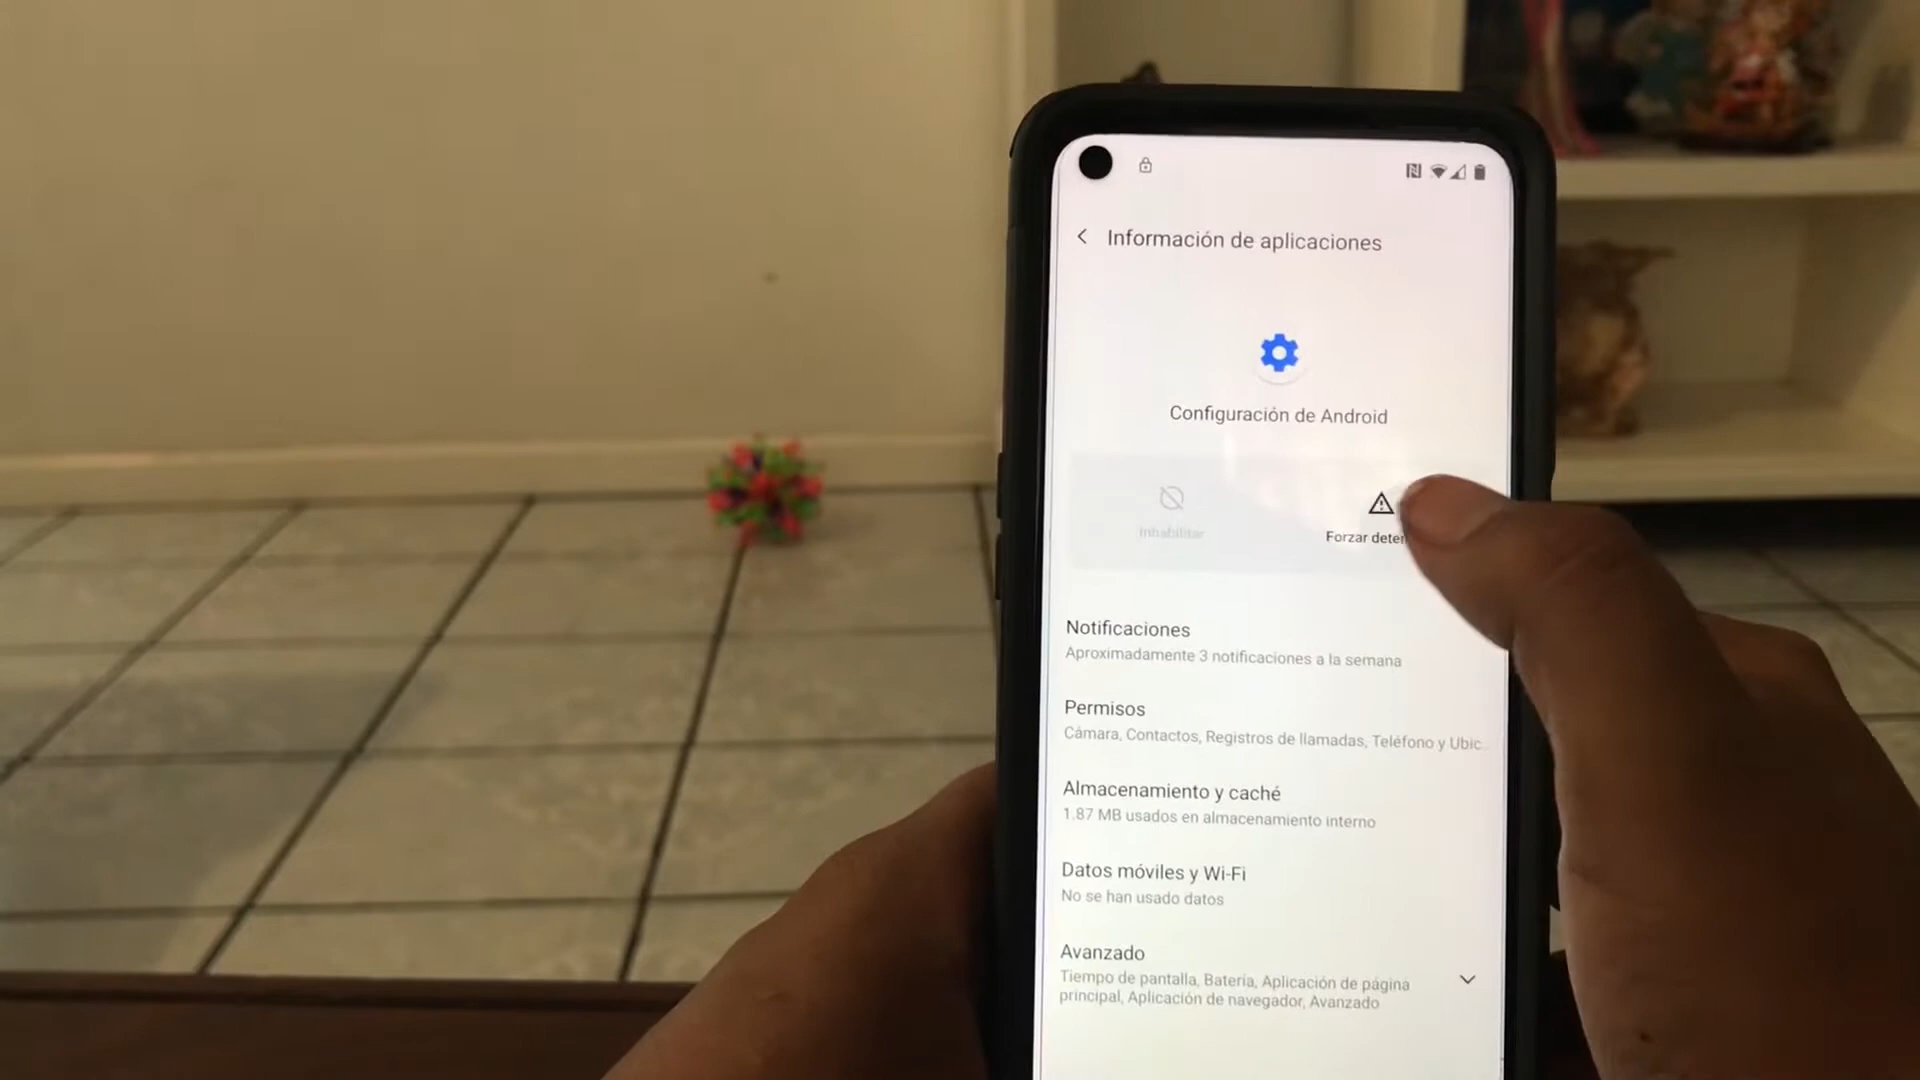 Información de aplicaciones
Configuración de Android
Inhabilitar
Forzar deten
Notificaciones
Aproximadamente 3 notificaciones a la semana
Permisos
Cámara, Contactos, Registros de llamadas, Teléfono y Ubic...
Almacenamiento y caché
1.87 MB usados en almacenamiento interno
Datos móviles y Wi-Fi
No se han usado datos
Avanzado
Tiempo de pantalla, Batería, Aplicación de página
principal, Aplicación de navegador, Avanzado